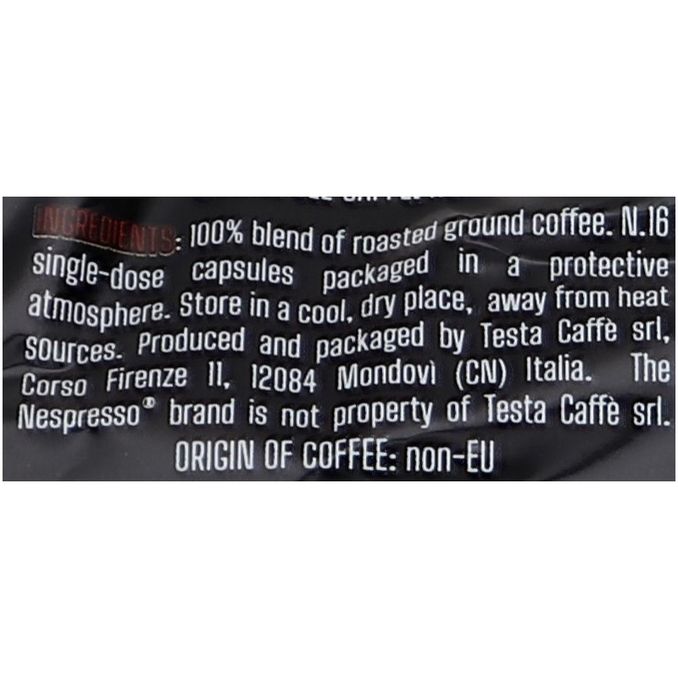 INGREDIENTS: 100% blend of roasted ground coffee. N.16
single-dose capsules packaged in a protective
atmosphere. Store in a cool, dry place, away from heat
sources. Produced and packaged by Testa Caffè srl,
Corso Firenze 11, 12084 Mondovì (CN) Italia. The
Nespresso® brand is not property of Testa Caffè srl.
ORIGIN OF COFFEE: non-EU